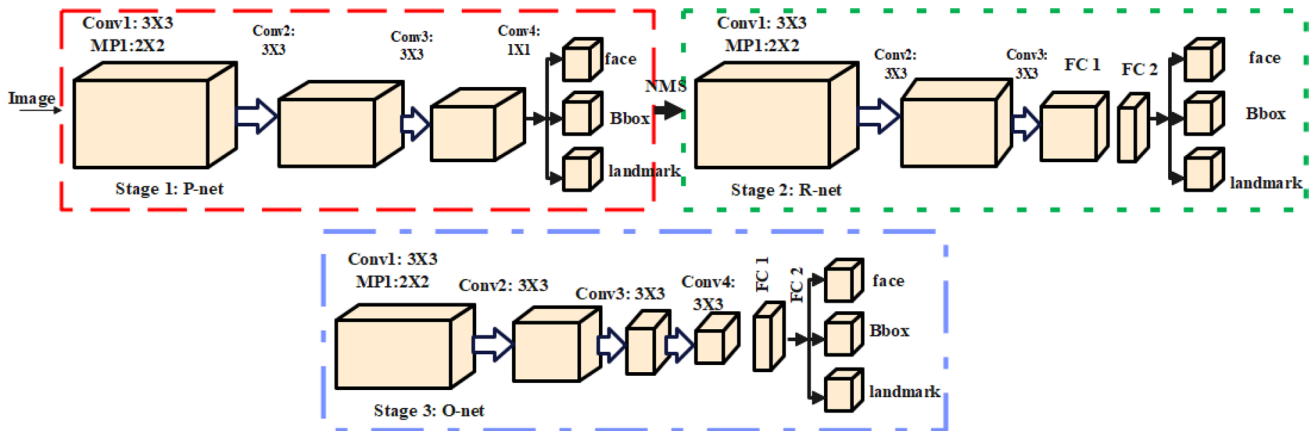 Image
Conv1: 3X3
MP1:2X2
Conv2:
3X3
Conv3:
3X3
Conv4:
1X1
face
Bbox
landmark
Stage 1: P-net
NMS
Conv1: 3X3
MP1:2X2
Conv2:
3X3
Conv3:
3X3
FC 1
FC 2
face
Bbox
landmark
Stage 2: R-net
Conv1: 3X3
MP1:2X2
Conv2: 3X3
Conv3: 3X3
Conv4:
3X3
FC 1
FC 2
face
Bbox
landmark
Stage 3: O-net